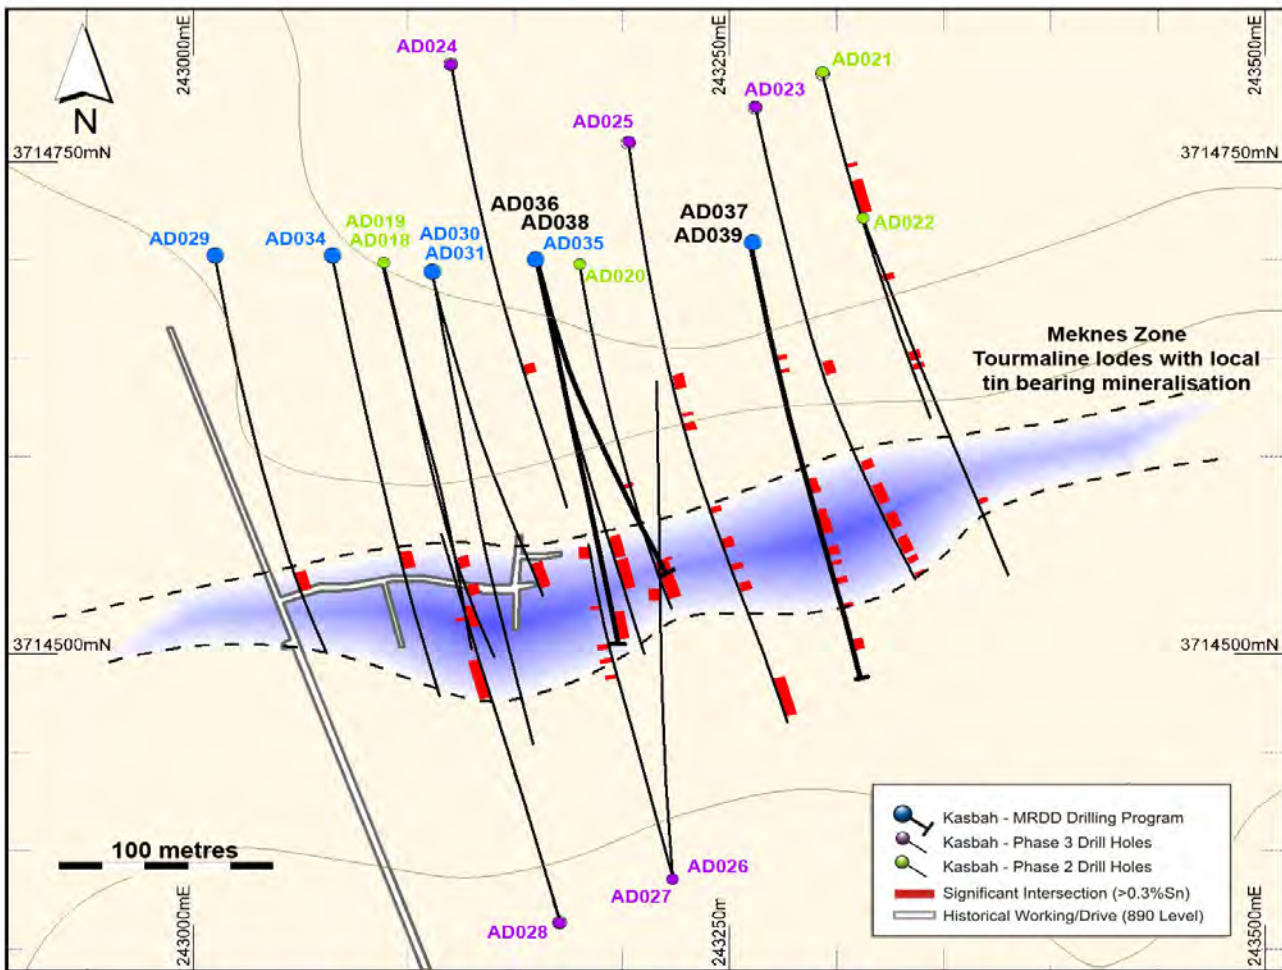 243000mE
243250mE
243500mE
N
AD024
AD021
AD023
AD025
3714750mN
3714750mN
AD036
AD038
AD037
AD039
AD019
AD018
AD030
AD031
AD022
AD029
AD034
AD035
AD020
Meknes Zone
Tourmaline lodes with local
tin bearing mineralisation
3714500mN
3714500mN
100 metres
AD026
AD027
AD028
Kasbah - MRDD Drilling Program
Kasbah - Phase 3 Drill Holes
Kasbah - Phase 2 Drill Holes
Significant Intersection (>0.3%Sn)
Historical Working/Drive (890 Level)
243000mE
243250m
243500mE